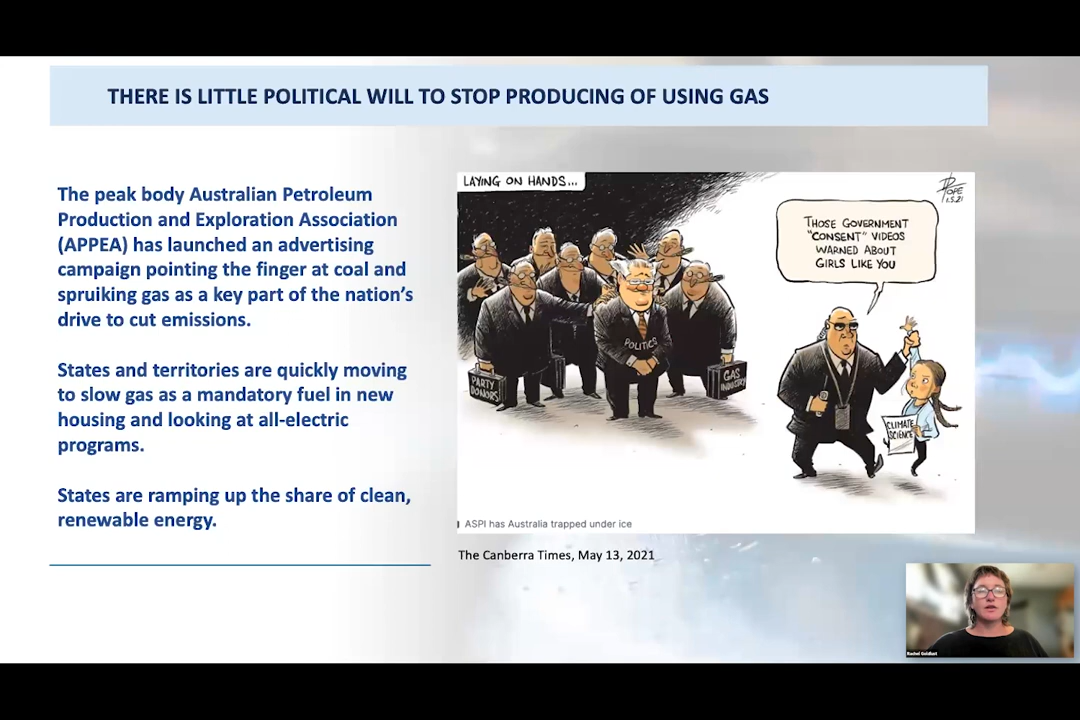 THERE IS LITTLE POLITICAL WILL TO STOP PRODUCING OF USING GAS
The peak body Australian Petroleum
Production and Exploration Association
(APPEA) has launched an advertising
campaign pointing the finger at coal and
spruiking gas as a key part of the nation's
drive to cut emissions.
States and territories are quickly moving
to slow gas as a mandatory fuel in new
housing and looking at all-electric
programs.
States are ramping up the share of clean,
renewable energy.
LAYING ON HANDS...
POPE
1.5.21
THOSE GOVERNMENT
"CONSENT" VIDEOS
WARNED ABOUT
GIRLS LIKE YOU
POLITICS
PARTY
DONORS
GAS
INDUSTRY
CLIMATE
SCIENCE
ASPI has Australia trapped under ice
The Canberra Times, May 13, 2021
Rachel Goldlust